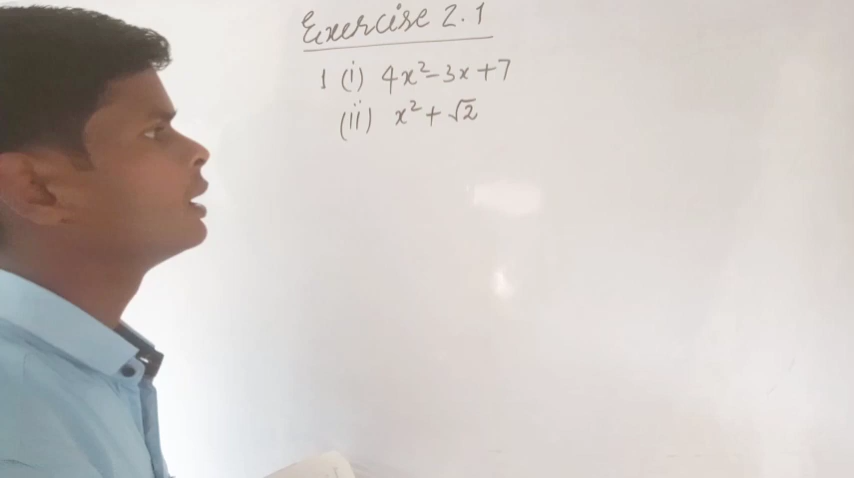 Exercise 2.1
1 (i) 4x²-3x+7
(ii) x²+√2